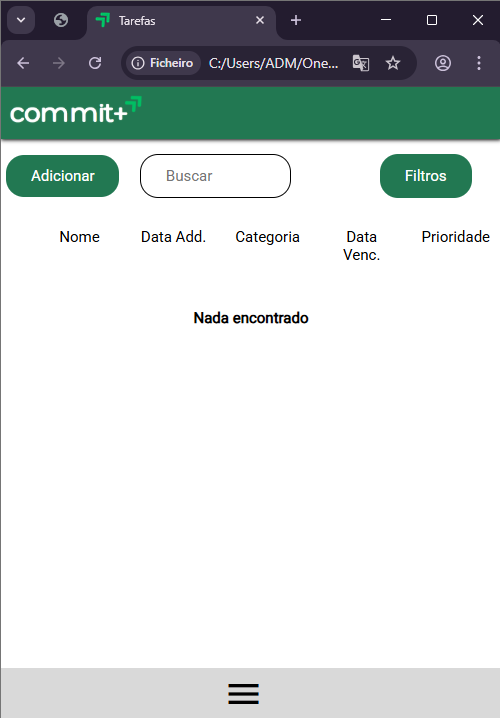 Tarefas
Ficheiro C:/Users/ADM/One...
commit+
Adicionar
Buscar
Filtros
Nome Data Add. Categoria Data Venc. Prioridade
Nada encontrado